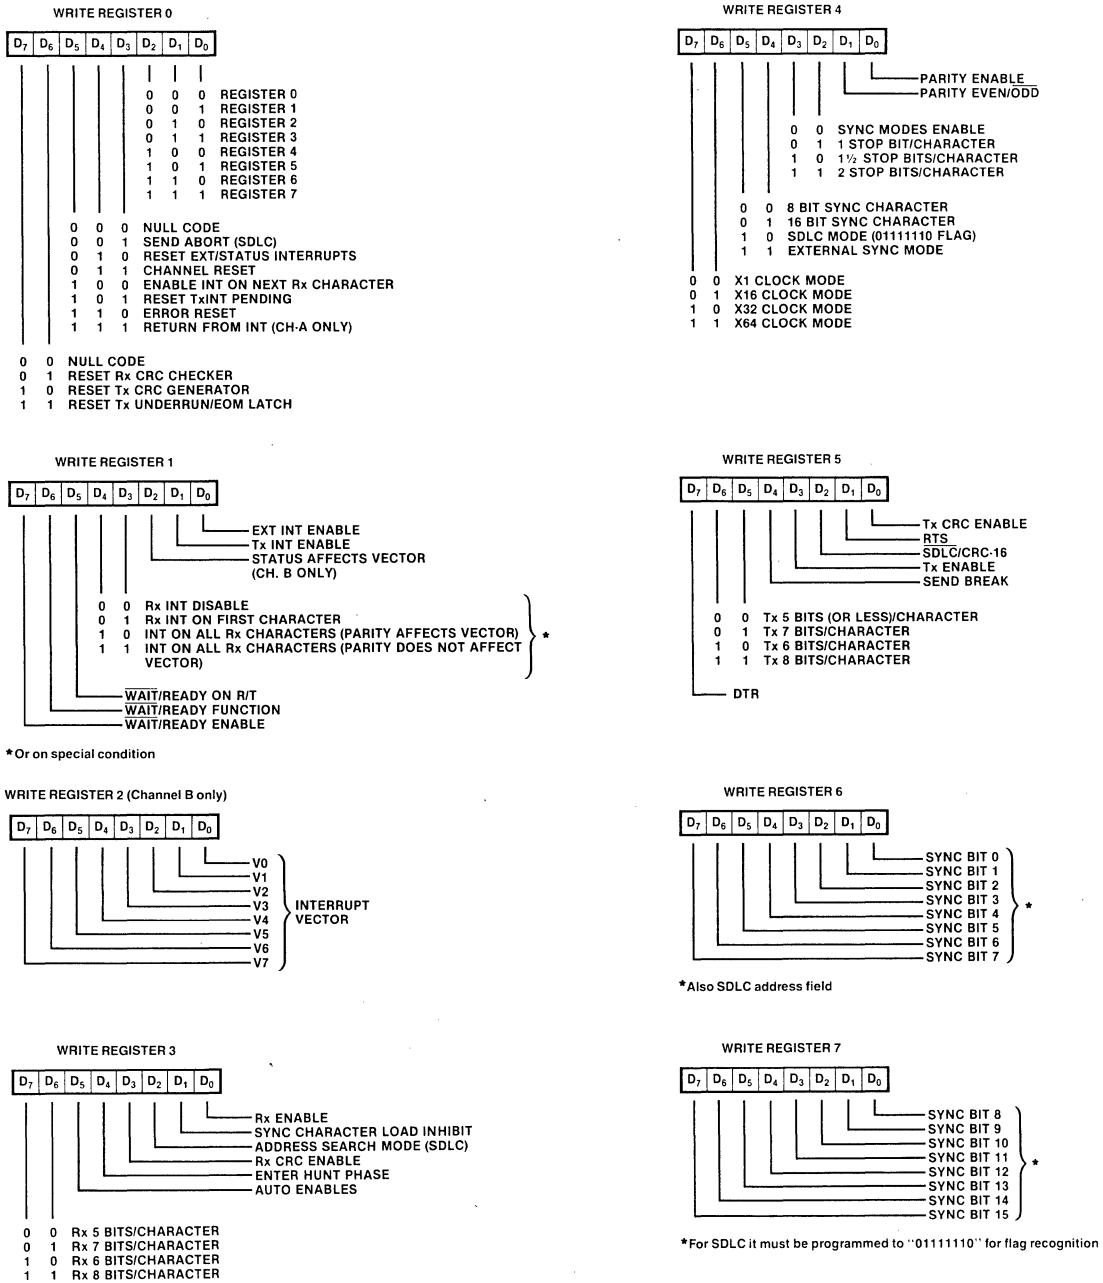 WRITE REGISTER 0
D7 D6 D5 D4 D3 D2 D1 D0
0 0 0 REGISTER 0
0 0 1 REGISTER 1
0 1 0 REGISTER 2
0 1 1 REGISTER 3
1 0 0 REGISTER 4
1 0 1 REGISTER 5
1 1 0 REGISTER 6
1 1 1 REGISTER 7
0 0 0 NULL CODE
0 0 1 SEND ABORT (SDLC)
0 1 0 RESET EXT/STATUS INTERRUPTS
0 1 1 CHANNEL RESET
1 0 0 ENABLE INT ON NEXT Rx CHARACTER
1 0 1 RESET TxINT PENDING
1 1 0 ERROR RESET
1 1 1 RETURN FROM INT (CH-A ONLY)
0 0 NULL CODE
0 1 RESET Rx CRC CHECKER
1 0 RESET Tx CRC GENERATOR
1 1 RESET Tx UNDERRUN/EOM LATCH
WRITE REGISTER 1
D7 D6 D5 D4 D3 D2 D1 D0
EXT INT ENABLE
Tx INT ENABLE
STATUS AFFECTS VECTOR
(CH. B ONLY)
0 0 Rx INT DISABLE
0 1 Rx INT ON FIRST CHARACTER
1 0 INT ON ALL Rx CHARACTERS (PARITY AFFECTS VECTOR)
1 1 INT ON ALL Rx CHARACTERS (PARITY DOES NOT AFFECT
VECTOR)
*
WAIT/READY ON R/T
WAIT/READY FUNCTION
WAIT/READY ENABLE
*Or on special condition
WRITE REGISTER 2 (Channel B only)
D7 D6 D5 D4 D3 D2 D1 D0
V0
V1
V2
V3
V4
V5
V6
V7
INTERRUPT
VECTOR
WRITE REGISTER 3
D7 D6 D5 D4 D3 D2 D1 D0
Rx ENABLE
SYNC CHARACTER LOAD INHIBIT
ADDRESS SEARCH MODE (SDLC)
Rx CRC ENABLE
ENTER HUNT PHASE
AUTO ENABLES
0 0 Rx 5 BITS/CHARACTER
0 1 Rx 7 BITS/CHARACTER
1 0 Rx 6 BITS/CHARACTER
1 1 Rx 8 BITS/CHARACTER
WRITE REGISTER 4
D7 D6 D5 D4 D3 D2 D1 D0
PARITY ENABLE
PARITY EVEN/ODD
0 0 SYNC MODES ENABLE
0 1 1 STOP BIT/CHARACTER
1 0 1½ STOP BITS/CHARACTER
1 1 2 STOP BITS/CHARACTER
0 0 8 BIT SYNC CHARACTER
0 1 16 BIT SYNC CHARACTER
1 0 SDLC MODE (01111110 FLAG)
1 1 EXTERNAL SYNC MODE
0 0 X1 CLOCK MODE
0 1 X16 CLOCK MODE
1 0 X32 CLOCK MODE
1 1 X64 CLOCK MODE
WRITE REGISTER 5
D7 D6 D5 D4 D3 D2 D1 D0
Tx CRC ENABLE
RTS
SDLC/CRC-16
Tx ENABLE
SEND BREAK
0 0 Tx 5 BITS (OR LESS)/CHARACTER
0 1 Tx 7 BITS/CHARACTER
1 0 Tx 6 BITS/CHARACTER
1 1 Tx 8 BITS/CHARACTER
DTR
WRITE REGISTER 6
D7 D6 D5 D4 D3 D2 D1 D0
SYNC BIT 0
SYNC BIT 1
SYNC BIT 2
SYNC BIT 3
SYNC BIT 4
SYNC BIT 5
SYNC BIT 6
SYNC BIT 7
*
*Also SDLC address field
WRITE REGISTER 7
D7 D6 D5 D4 D3 D2 D1 D0
SYNC BIT 8
SYNC BIT 9
SYNC BIT 10
SYNC BIT 11
SYNC BIT 12
SYNC BIT 13
SYNC BIT 14
SYNC BIT 15
*
*For SDLC it must be programmed to "01111110" for flag recognition